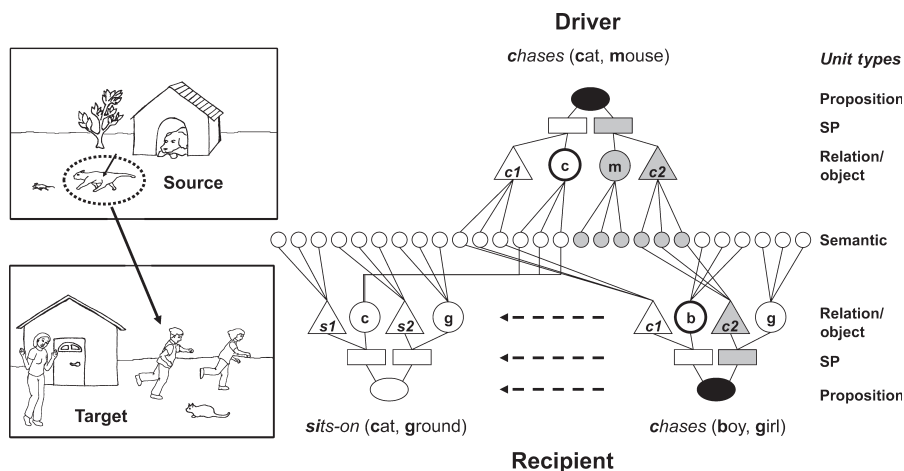 Driver
chases (cat, mouse)
Unit types
Proposition
SP
Relation/
object
c1 c m c2
Source
Semantic
s1 c s2 g c1 b c2 g
Relation/
object
SP
Proposition
Target
sits-on (cat, ground) chases (boy, girl)
Recipient